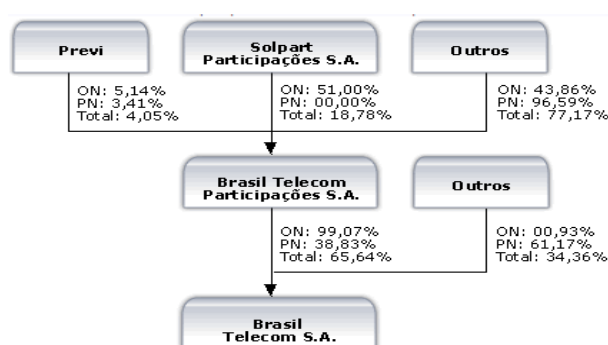 Previ
Solpart
Participações S.A.
Outros
ON: 5,14%
PN: 3,41%
Total: 4,05%
ON: 51,00%
PN: 00,00%
Total: 18,78%
ON: 43,86%
PN: 96,59%
Total: 77,17%
Brasil Telecom
Participações S.A.
Outros
ON: 99,07%
PN: 38,83%
Total: 65,64%
ON: 00,93%
PN: 61,17%
Total: 34,36%
Brasil
Telecom S.A.